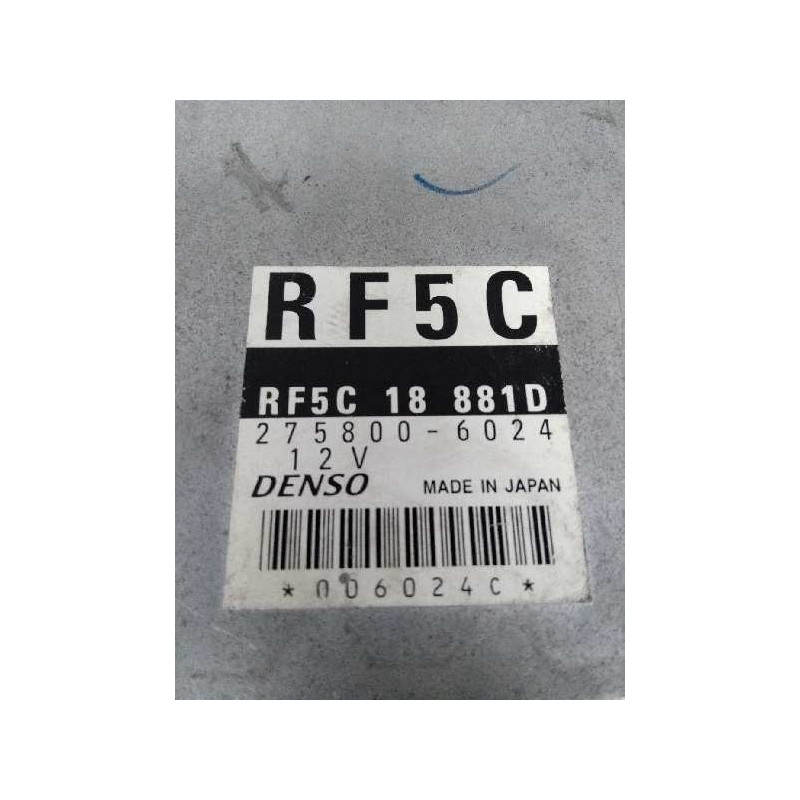 RF5C
RF5C 18 881D
275800-6024
12V
DENSO MADE IN JAPAN
*006024C*